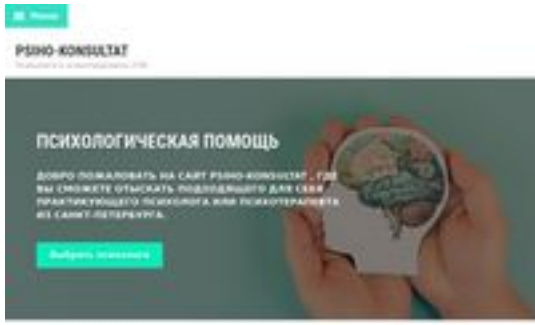 Меню
PSIHO-KONSULTAT
ПСИХОЛОГИЧЕСКАЯ ПОМОЩЬ
ДОБРО ПОЖАЛОВАТЬ НА САЙТ PSIHO-KONSULTAT , ГДЕ
ВЫ СМОЖЕТЕ ОТЫСКАТЬ ПОДХОДЯЩЕГО ДЛЯ СЕБЯ
ПРАКТИКУЮЩЕГО ПСИХОЛОГА ИЛИ ПСИХОТЕРАПЕВТА
ИЗ САНКТ-ПЕТЕРБУРГА.
Выбрать психолога